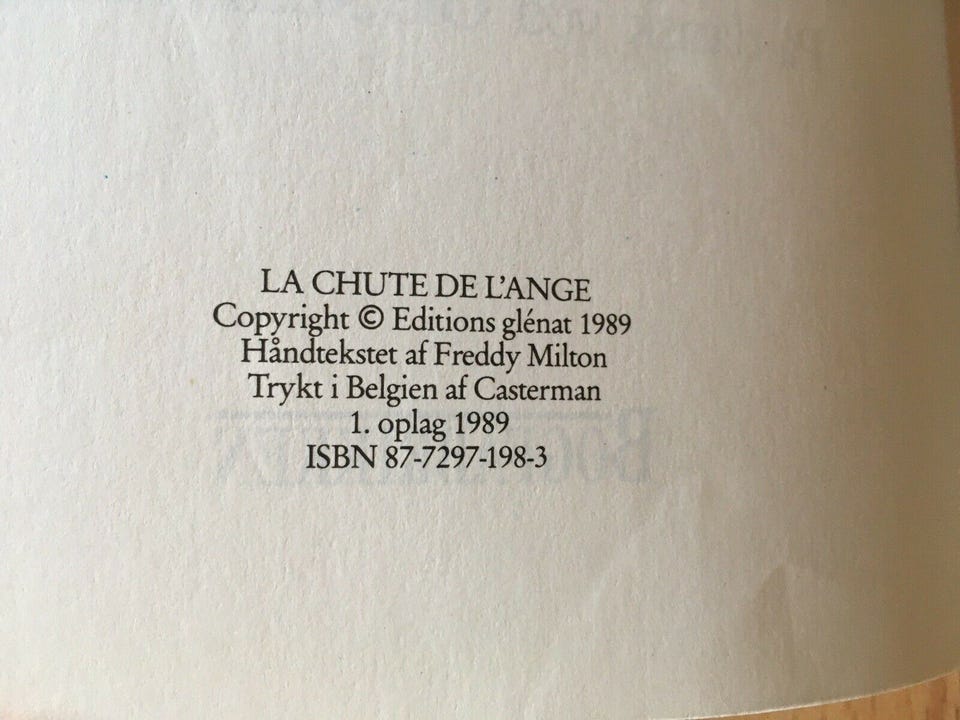 LA CHUTE DE L'ANGE
Copyright © Editions glénat 1989
Håndtekstet af Freddy Milton
Trykt i Belgien af Casterman
1. oplag 1989
ISBN 87-7297-198-3